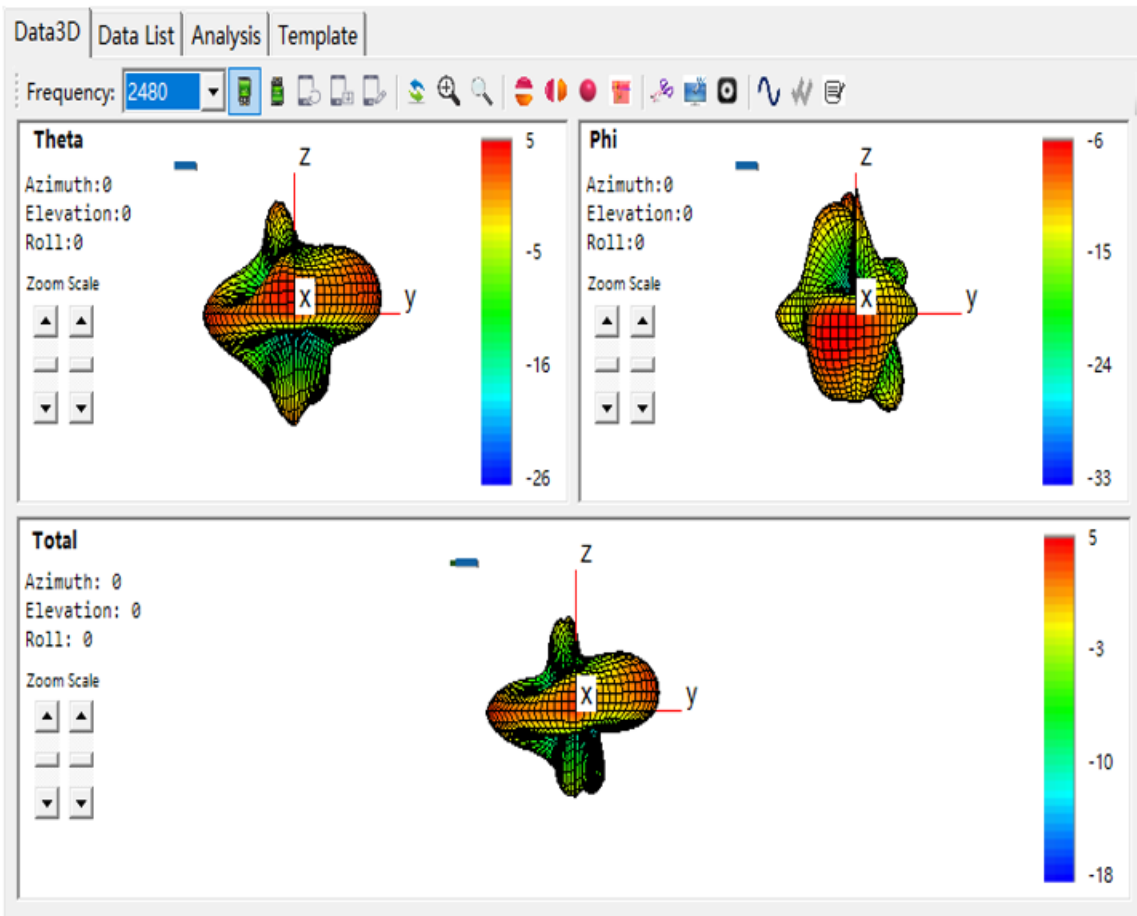 Data3D Data List Analysis Template
Frequency: 2480
Theta
Azimuth:0
Elevation:0
Roll:0
Zoom Scale
Z
X
y
5
-5
-16
-26
Phi
Azimuth:0
Elevation:0
Roll:0
Zoom Scale
Z
X
y
-6
-15
-24
-33
Total
Azimuth: 0
Elevation: 0
Roll: 0
Zoom Scale
Z
X
y
5
-3
-10
-18